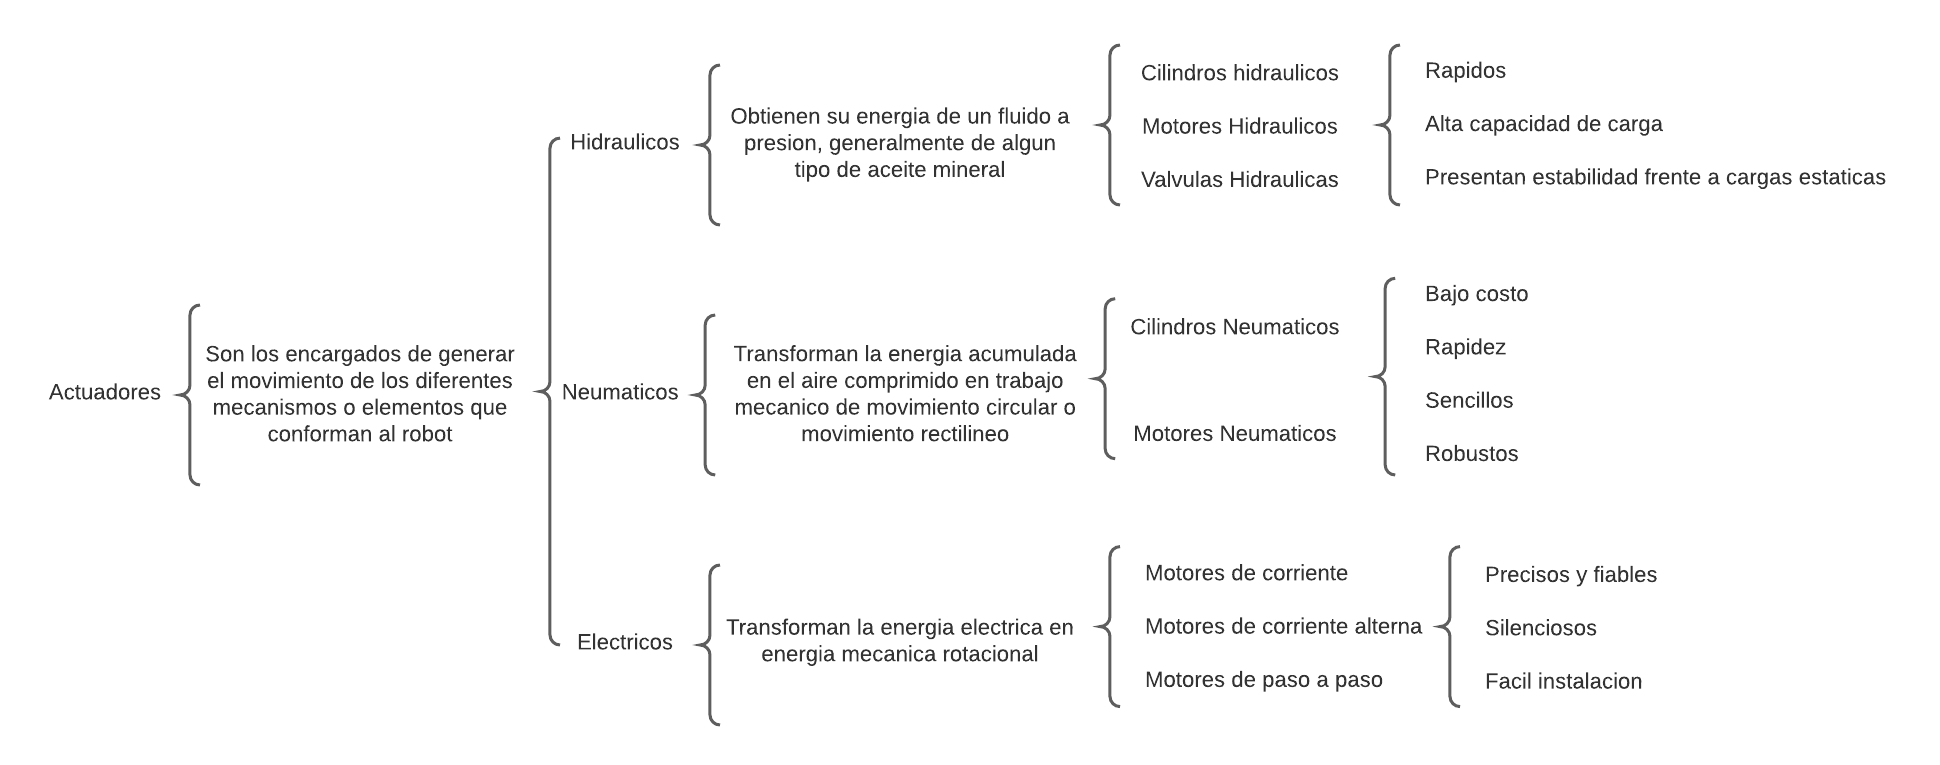 Actuadores
Son los encargados de generar
el movimiento de los diferentes
mecanismos o elementos que
conforman al robot
Hidraulicos
Obtienen su energia de un fluido a
presion, generalmente de algun
tipo de aceite mineral
Cilindros hidraulicos
Motores Hidraulicos
Valvulas Hidraulicas
Rapidos
Alta capacidad de carga
Presentan estabilidad frente a cargas estaticas
Neumaticos
Transforman la energia acumulada
en el aire comprimido en trabajo
mecanico de movimiento circular o
movimiento rectilineo
Cilindros Neumaticos
Motores Neumaticos
Bajo costo
Rapidez
Sencillos
Robustos
Electricos
Transforman la energia electrica en
energia mecanica rotacional
Motores de corriente
Motores de corriente alterna
Motores de paso a paso
Precisos y fiables
Silenciosos
Facil instalacion